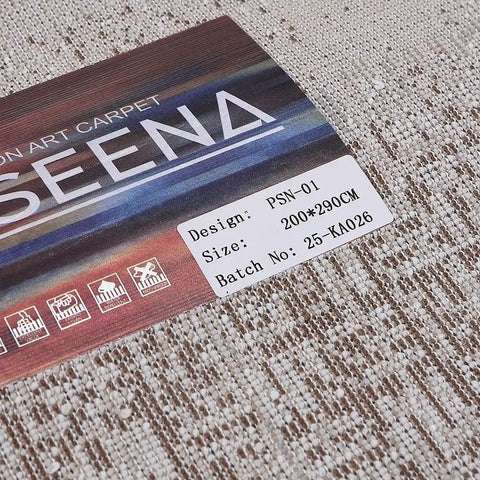 ON ART CARPET
SEENA
Design: PSN-01
Size: 200*290CM
Batch No: 25-KA026